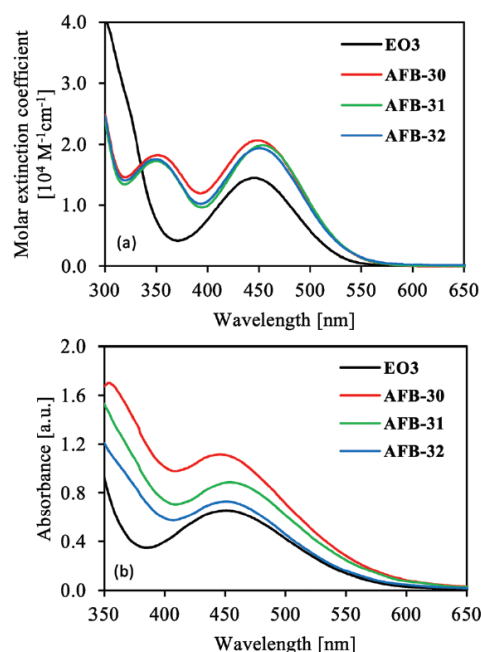 4.0
3.0
2.0
1.0
0.0
300 350 400 450 500 550 600 650
Molar extinction coefficient
[10⁴ M⁻¹cm⁻¹]
Wavelength [nm]
EO3
AFB-30
AFB-31
AFB-32
(a)
2.0
1.6
1.2
0.8
0.4
0.0
350 400 450 500 550 600 650
Absorbance [a.u.]
Wavelength [nm]
EO3
AFB-30
AFB-31
AFB-32
(b)